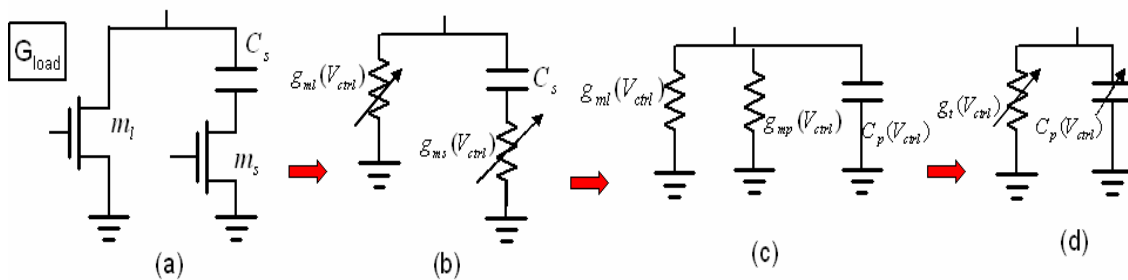 G_load
C_s
m_l
m_s
(a)
g_ml(V_ctrl)
C_s
g_ms(V_ctrl)
(b)
g_ml(V_ctrl)
g_mp(V_ctrl)
C_p(V_ctrl)
(c)
g_t(V_ctrl)
C_p(V_ctrl)
(d)